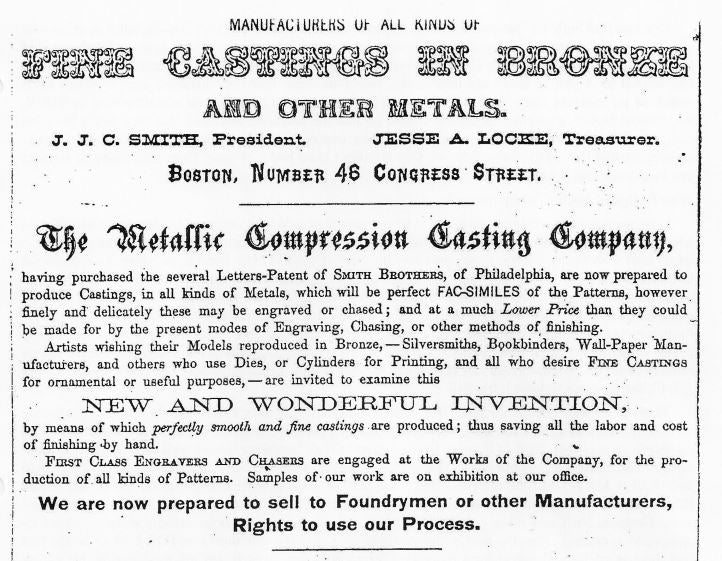 MANUFACTURERS OF ALL KINDS OF
FINE CASTINGS IN BRONZE
AND OTHER METALS.
J. J. C. SMITH, President. JESSE A. LOCKE, Treasurer.
BOSTON, NUMBER 46 CONGRESS STREET.
The Metallic Compression Casting Company,
having purchased the several Letters-Patent of SMITH BROTHERS, of Philadelphia, are now prepared to
produce Castings, in all kinds of Metals, which will be perfect FAC-SIMILES of the Patterns, however
finely and delicately these may be engraved or chased; and at a much Lower Price than they could
be made for by the present modes of Engraving, Chasing, or other methods of finishing.
Artists wishing their Models reproduced in Bronze,—Silversmiths, Bookbinders, Wall-Paper Man-
ufacturers, and others who use Dies, or Cylinders for Printing, and all who desire FINE CASTINGS
for ornamental or useful purposes,—are invited to examine this
NEW AND WONDERFUL INVENTION,
by means of which perfectly smooth and fine castings are produced; thus saving all the labor and cost
of finishing by hand.
FIRST CLASS ENGRAVERS AND CHASERS are engaged at the Works of the Company, for the pro-
duction of all kinds of Patterns. Samples of our work are on exhibition at our office.
We are now prepared to sell to Foundrymen or other Manufacturers,
Rights to use our Process.